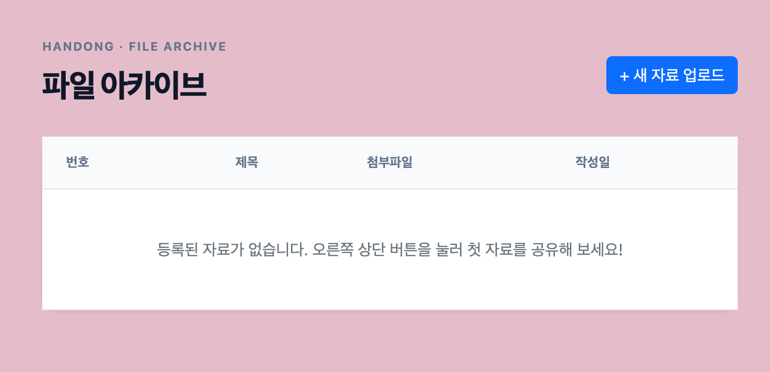 HANDONG · FILE ARCHIVE
파일 아카이브
+ 새 자료 업로드
번호 제목 첨부파일 작성일
등록된 자료가 없습니다. 오른쪽 상단 버튼을 눌러 첫 자료를 공유해 보세요!